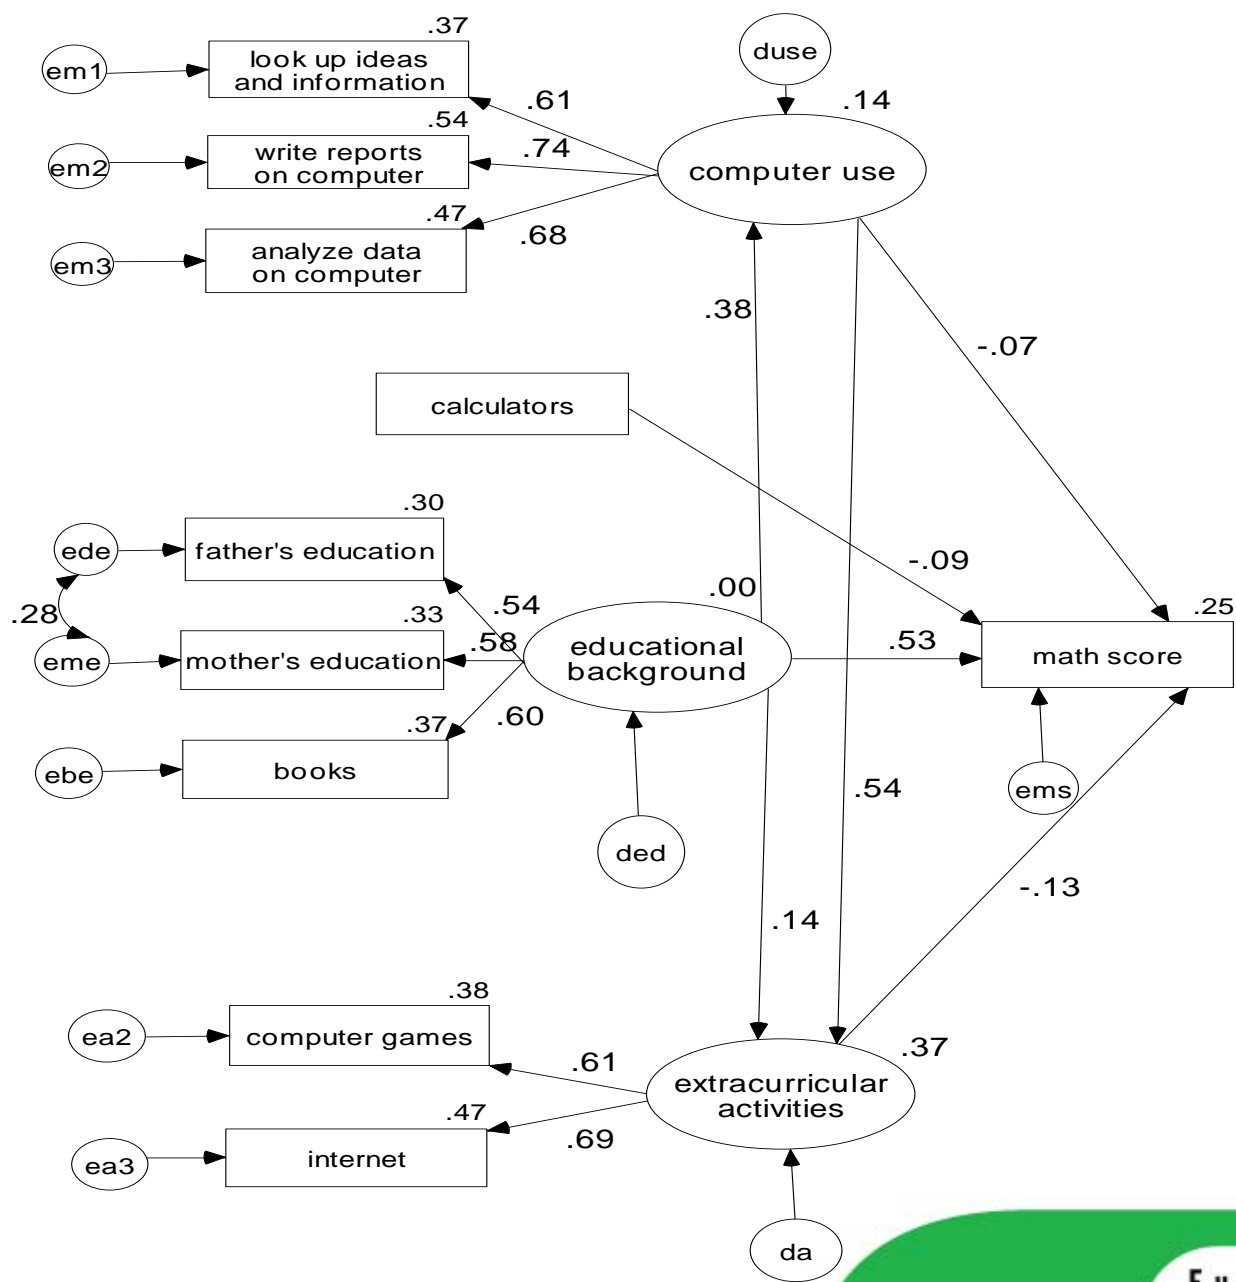 .37
duse
em1
look up ideas
and information
.61
.14
.54
em2
write reports
on computer
.74
computer use
.47
em3
analyze data
on computer
.68
.38
-.07
calculators
.30
ede
father's education
-.09
.00
.28
.54
.33
.25
eme
mother's education
.58
educational
background
.53
math score
.37
.60
ebe
books
.54
ems
ded
-.13
.14
.38
ea2
computer games
.37
.61
extracurricular
activities
.47
.69
ea3
internet
da